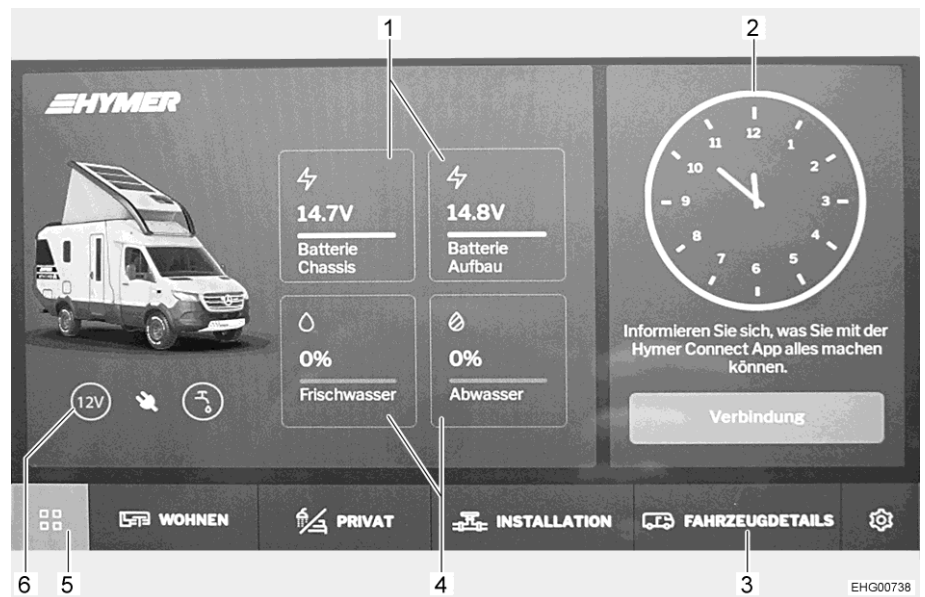 1
2
HYMER
14.7V
Batterie
Chassis
14.8V
Batterie
Aufbau
0%
Frischwasser
0%
Abwasser
12V
12
1
2
3
4
5
6
7
8
9
10
11
Informieren Sie sich, was Sie mit der
Hymer Connect App alles machen
können.
Verbindung
WOHNEN
PRIVAT
INSTALLATION
FAHRZEUGDETAILS
6
5
4
3
EHG00738